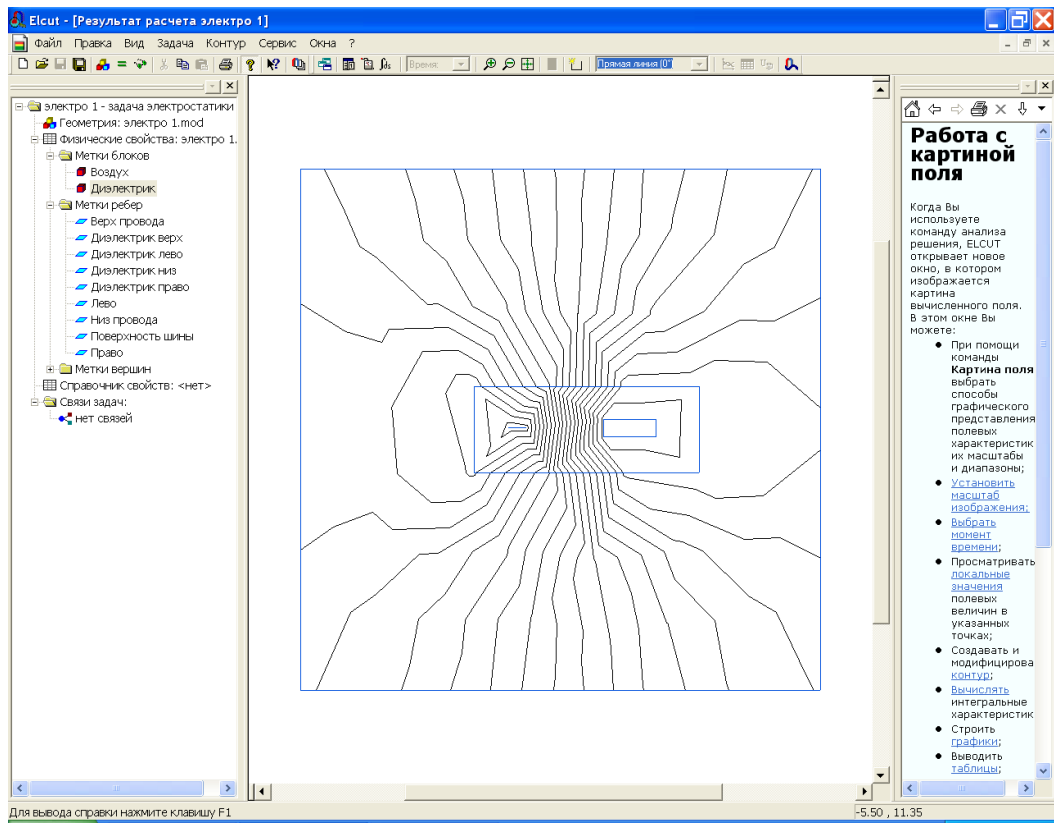 Elcut - [Результат расчета электро 1]
Файл Правка Вид Задача Контур Сервис Окна ?
Время: Прямая линия (0°
электро 1 - задача электростатики
Геометрия: электро 1.mod
Физические свойства: электро 1.
Метки блоков
Воздух
Диэлектрик
Метки ребер
Верх провода
Диэлектрик верх
Диэлектрик лево
Диэлектрик низ
Диэлектрик право
Лево
Низ провода
Поверхность шины
Право
Метки вершин
Справочник свойств: <нет>
Связи задач:
нет связей
Работа с
картиной
поля
Когда Вы
используете
команду анализа
решения, ELCUT
открывает новое
окно, в котором
изображается
картина
вычисленного поля.
В этом окне Вы
можете:
При помощи
команды
Картина поля
выбрать
способы
графического
представления
полевых
характеристик
их масштабы
и диапазоны;
Установить
масштаб
изображения;
Выбрать
момент
времени;
Просматривать
локальные
значения
полевых
величин в
указанных
точках;
Создавать и
модифицирова
контур;
Вычислять
интегральные
характеристик
Строить
графики;
Выводить
таблицы;
Для вывода справки нажмите клавишу F1
-5.50 , 11.35